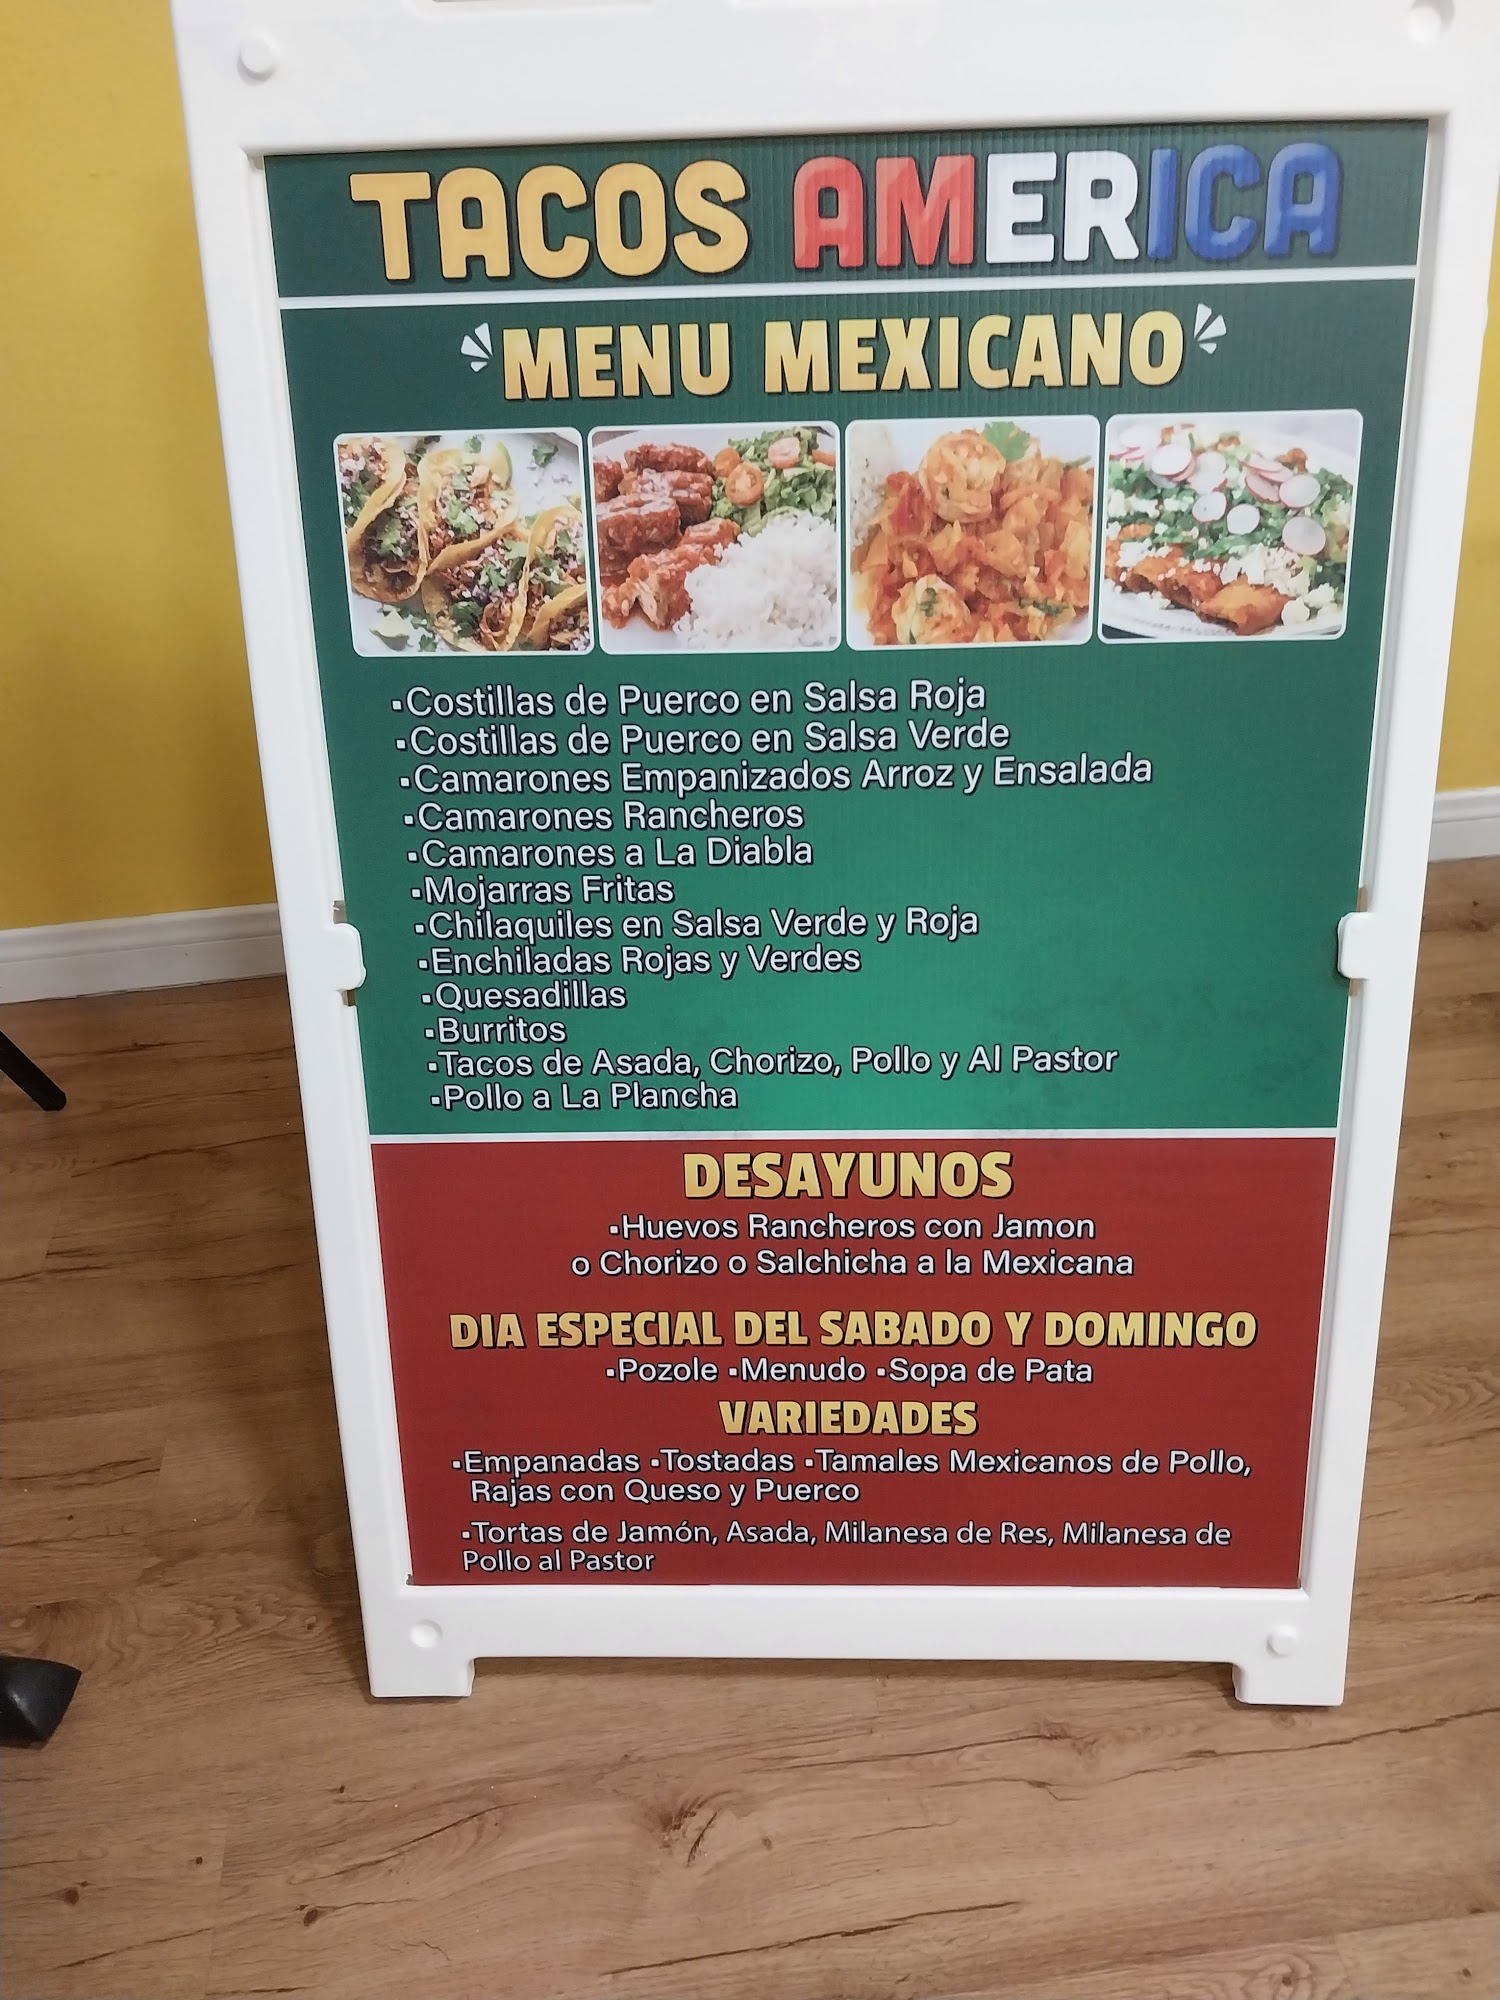 TACOS AMERICA
MENU MEXICANO
▪Costillas de Puerco en Salsa Roja
▪Costillas de Puerco en Salsa Verde
▪Camarones Empanizados Arroz y Ensalada
▪Camarones Rancheros
▪Camarones a La Diabla
▪Mojarras Fritas
▪Chilaquiles en Salsa Verde y Roja
▪Enchiladas Rojas y Verdes
▪Quesadillas
▪Burritos
▪Tacos de Asada, Chorizo, Pollo y Al Pastor
▪Pollo a La Plancha
DESAYUNOS
▪Huevos Rancheros con Jamon
o Chorizo o Salchicha a la Mexicana
DIA ESPECIAL DEL SABADO Y DOMINGO
▪Pozole ▪Menudo ▪Sopa de Pata
VARIEDADES
▪Empanadas ▪Tostadas ▪Tamales Mexicanos de Pollo,
Rajas con Queso y Puerco
▪Tortas de Jamón, Asada, Milanesa de Res, Milanesa de
Pollo al Pastor